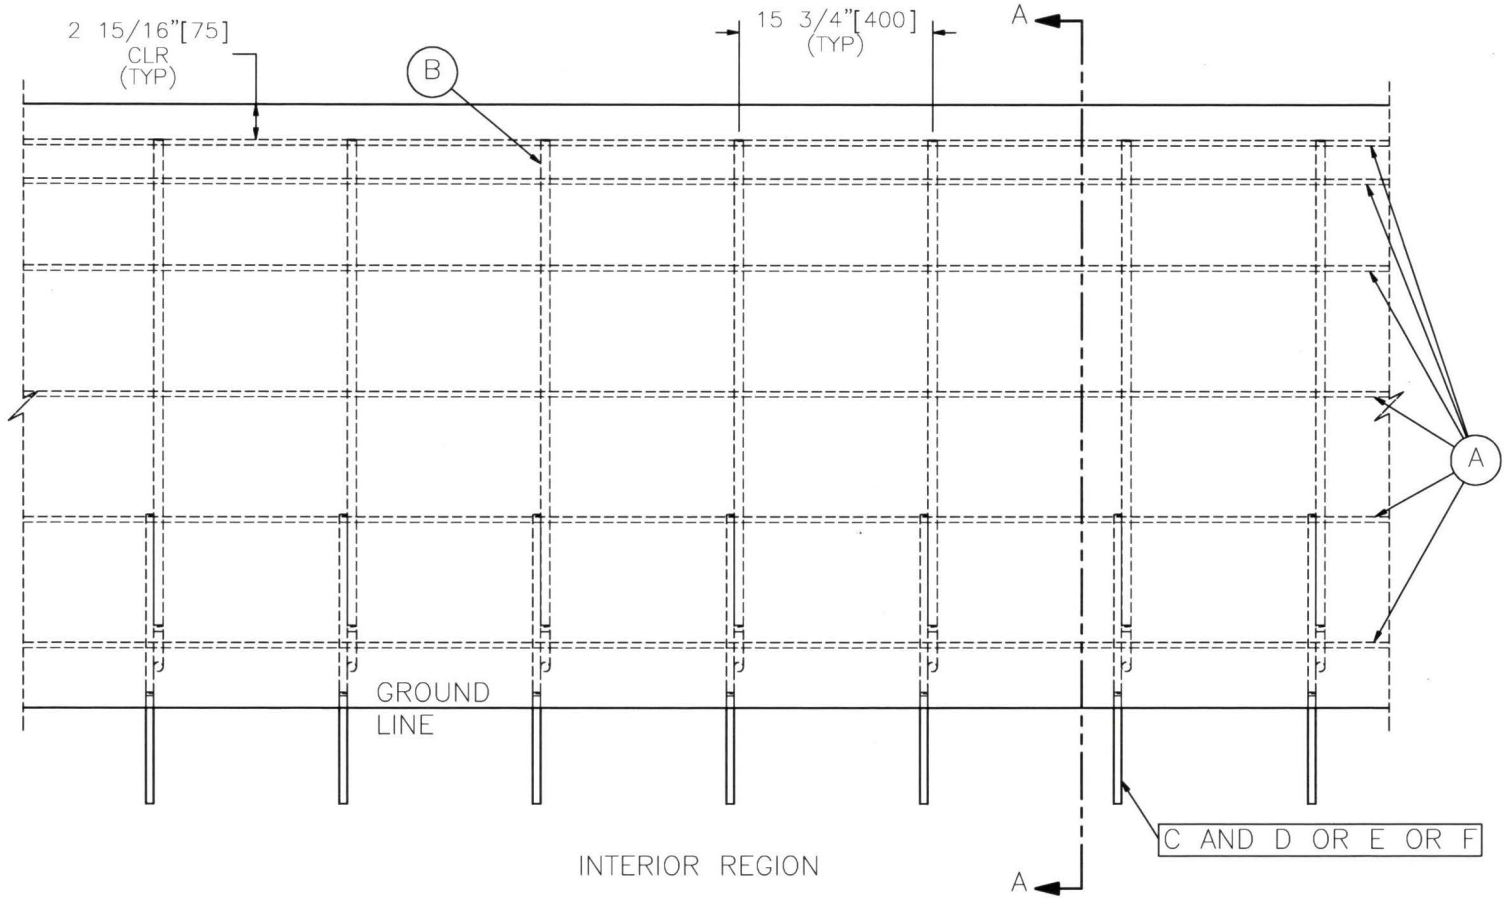 2 15/16"[75]
CLR
(TYP)
B
15 3/4"[400]
(TYP)
A
A
GROUND
LINE
C AND D OR E OR F
INTERIOR REGION
A